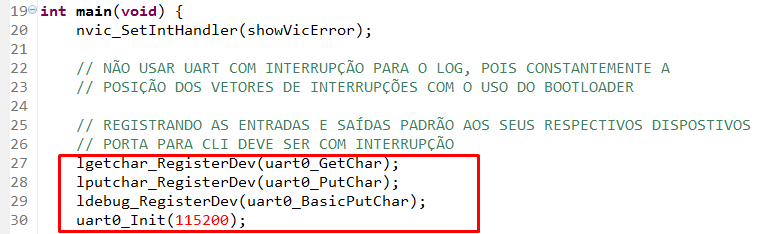 19 int main(void) {
20 nvic_SetIntHandler(showVicError);
21
22 // NÃO USAR UART COM INTERRUPÇÃO PARA O LOG, POIS CONSTANTEMENTE A
23 // POSIÇÃO DOS VETORES DE INTERRUPÇÕES COM O USO DO BOOTLOADER
24
25 // REGISTRANDO AS ENTRADAS E SAÍDAS PADRÃO AOS SEUS RESPECTIVOS DISPOSTIVOS
26 // PORTA PARA CLI DEVE SER COM INTERRUPÇÃO
27 lgetchar_RegisterDev(uart0_GetChar);
28 lputchar_RegisterDev(uart0_PutChar);
29 ldebug_RegisterDev(uart0_BasicPutChar);
30 uart0_Init(115200);